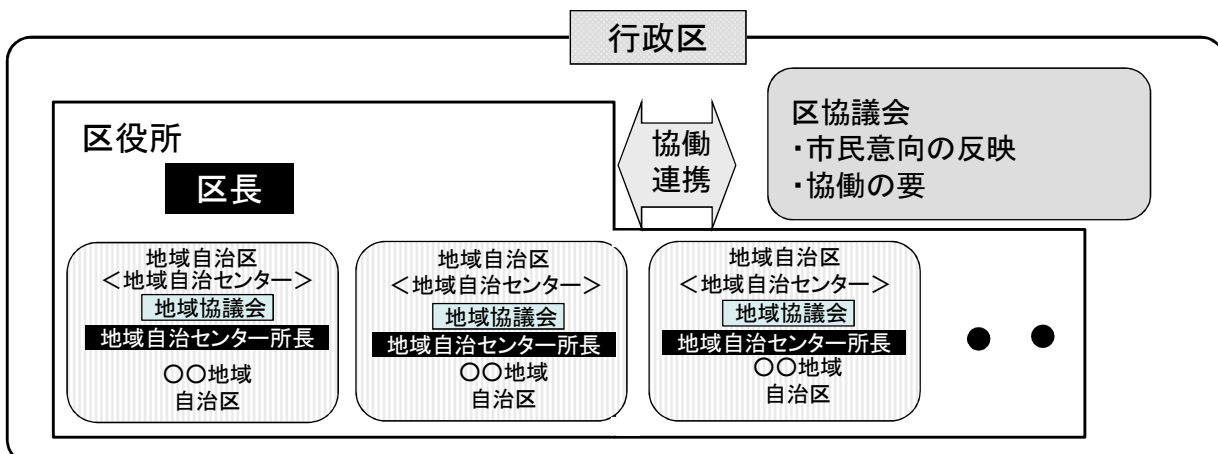 行政区
区役所
区長
協働
連携
区協議会
・市民意向の反映
・協働の要
地域自治区
＜地域自治センター＞
地域協議会
地域自治センター所長
〇〇地域
自治区
地域自治区
＜地域自治センター＞
地域協議会
地域自治センター所長
〇〇地域
自治区
地域自治区
＜地域自治センター＞
地域協議会
地域自治センター所長
〇〇地域
自治区
● ●